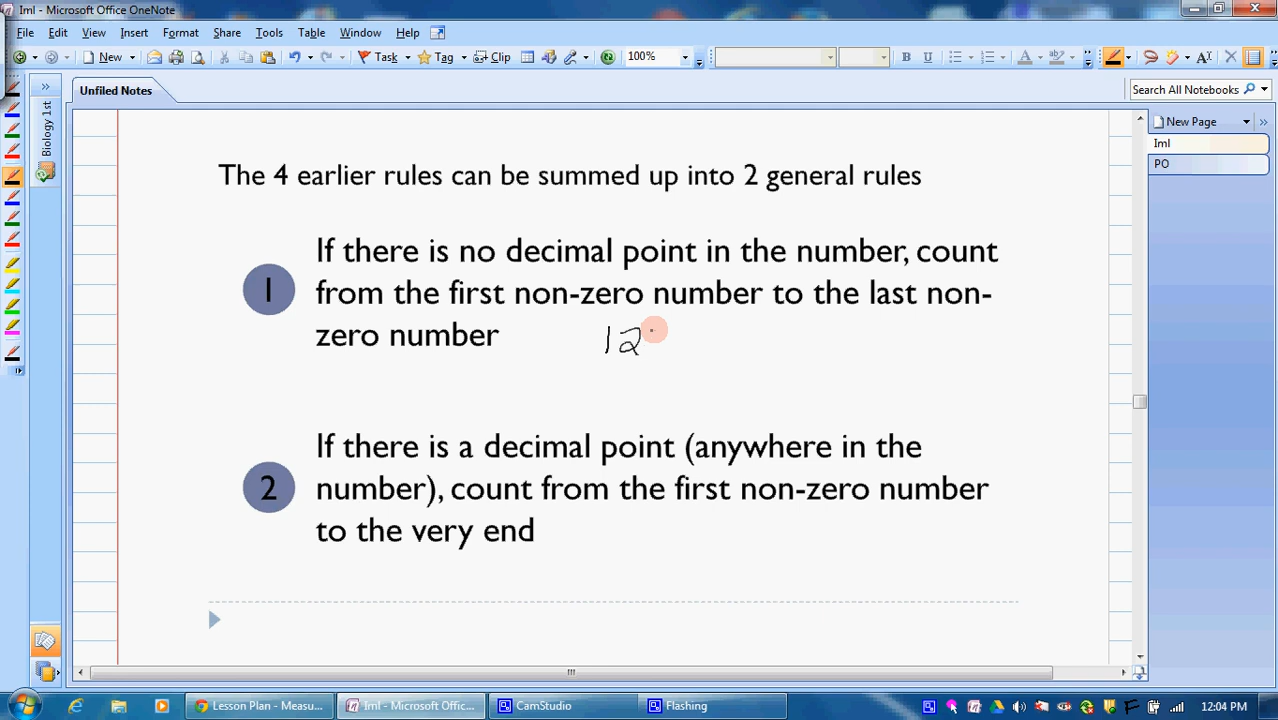 Iml - Microsoft Office OneNote
File Edit View Insert Format Share Tools Table Window Help
New Task Tag Clip 100% B U ab
Unfiled Notes
Search All Notebooks
Biology 1st
New Page
Iml
PO
The 4 earlier rules can be summed up into 2 general rules
1
If there is no decimal point in the number, count
from the first non-zero number to the last non-
zero number 12
2
If there is a decimal point (anywhere in the
number), count from the first non-zero number
to the very end
Lesson Plan - Measu... Iml - Microsoft Offic... CamStudio Flashing 12:04 PM